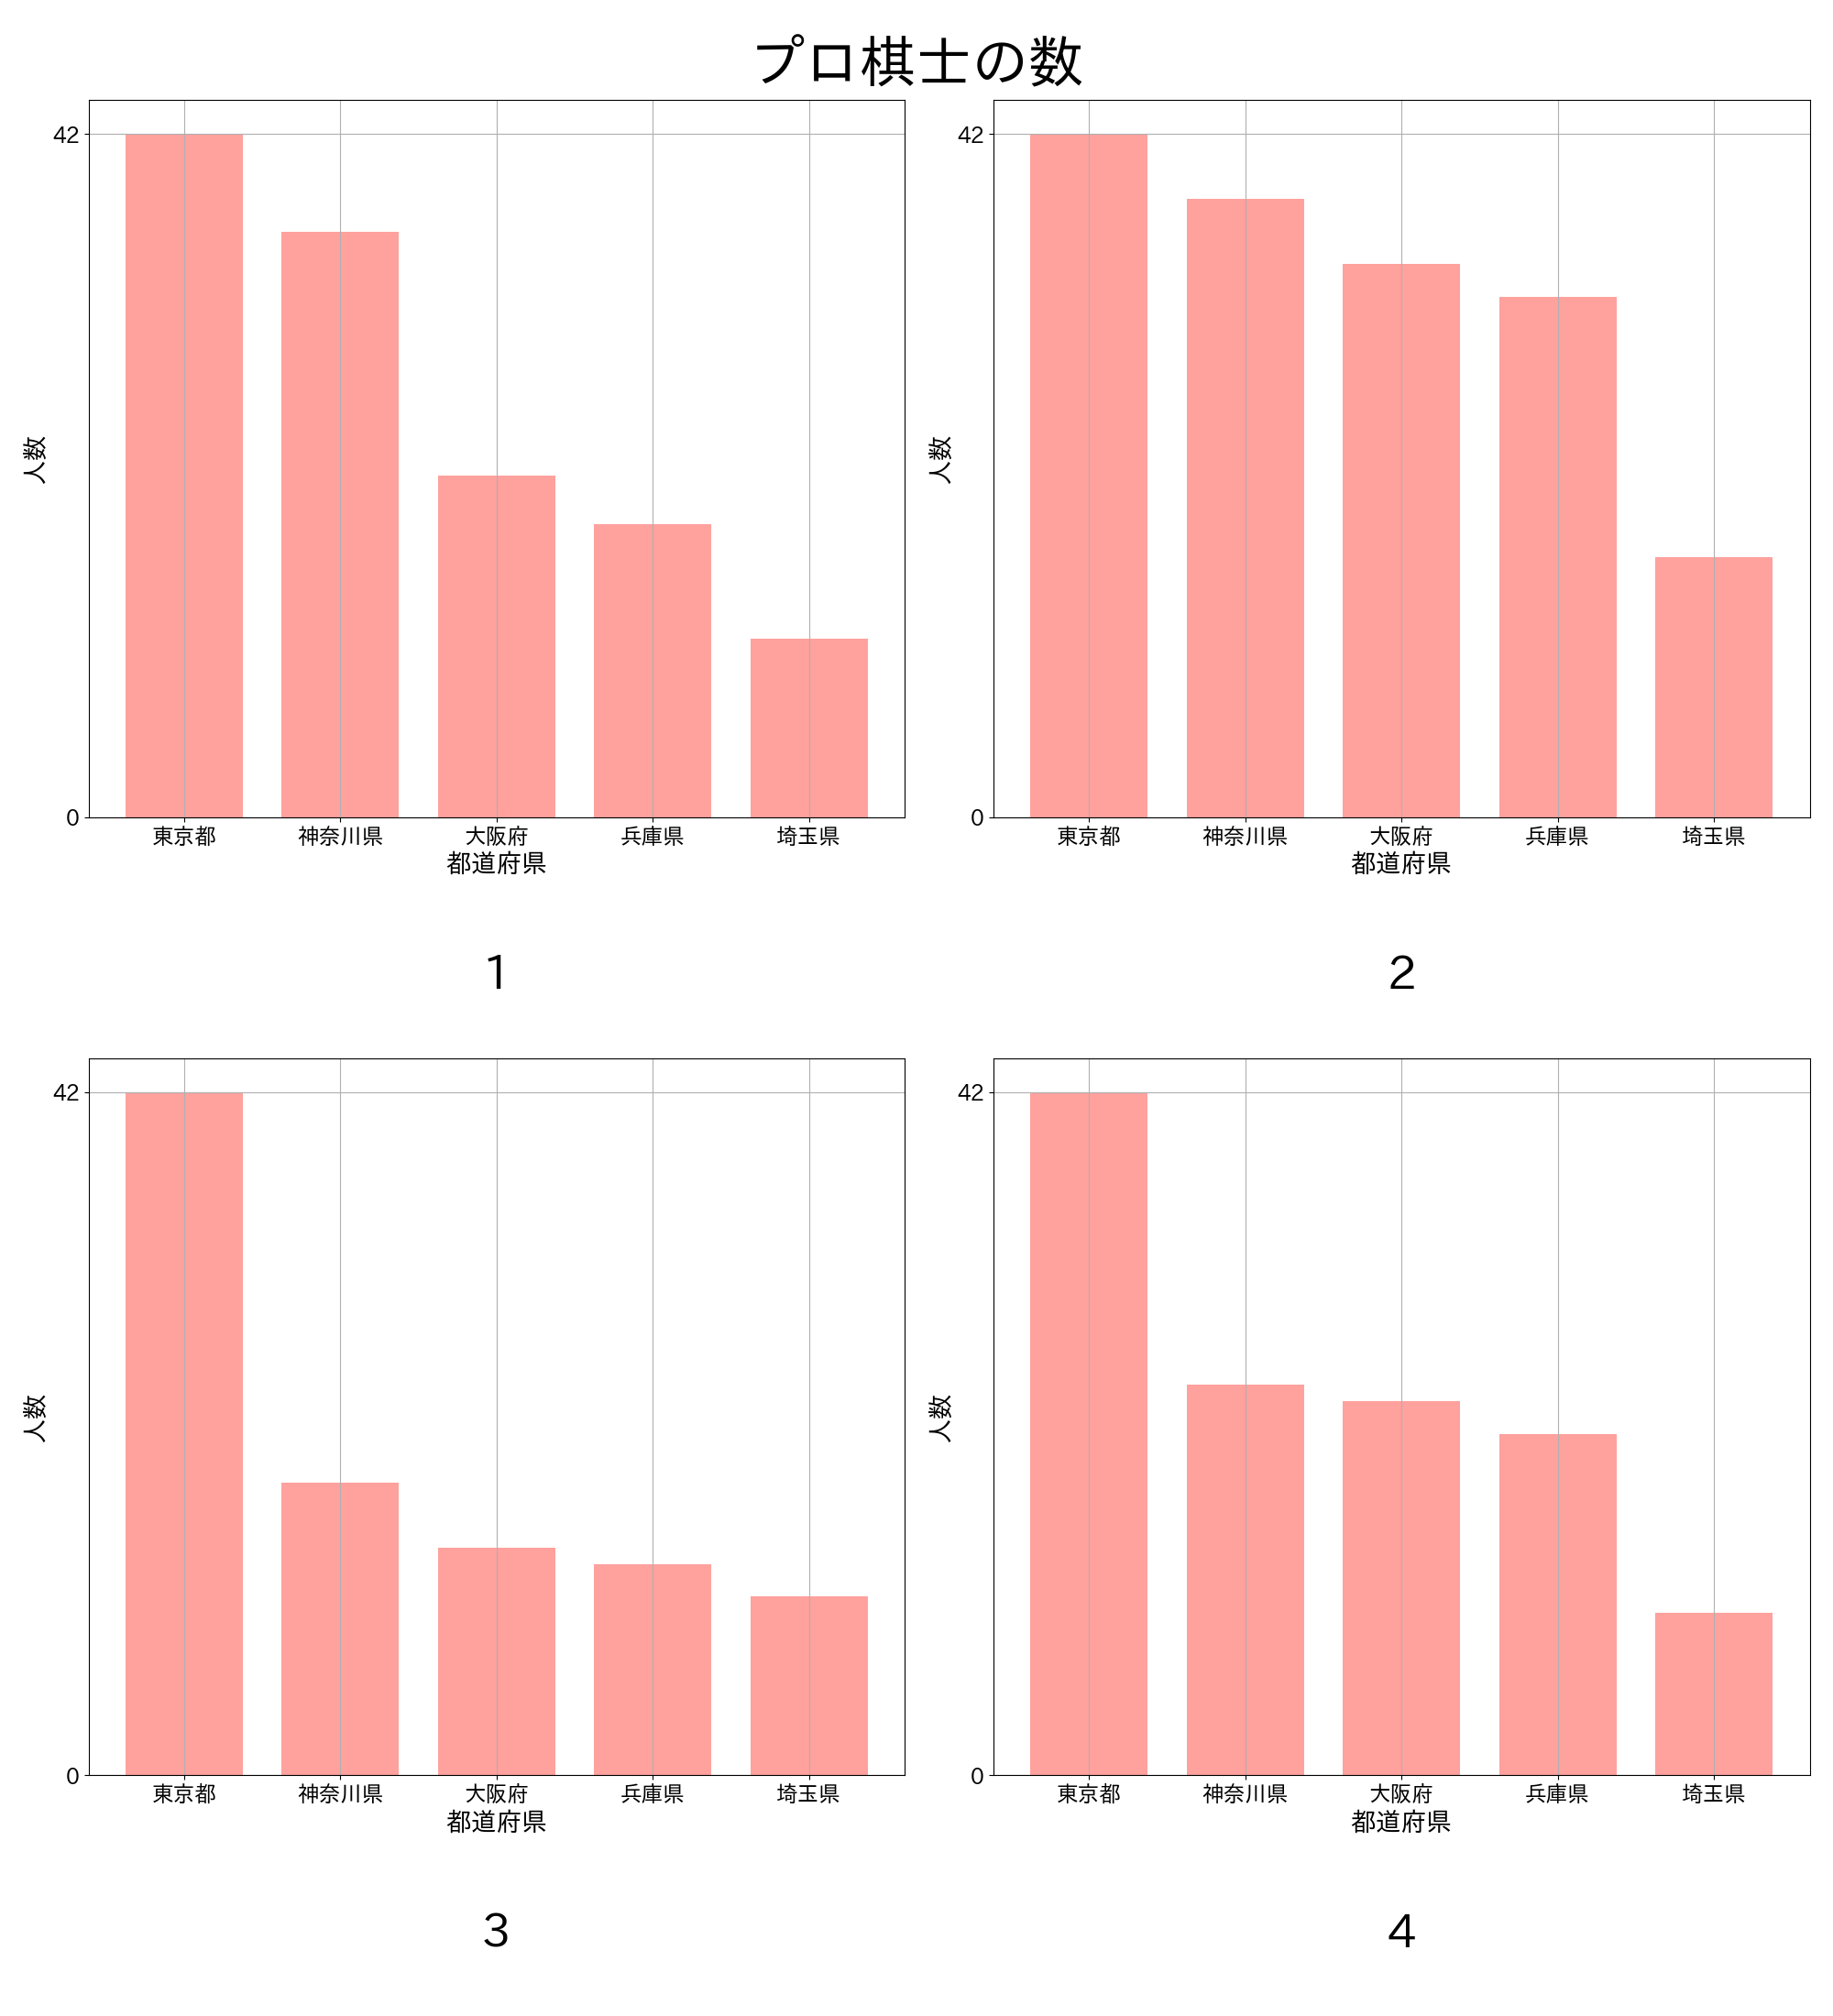 プロ棋士の数
42
0
人数
東京都 神奈川県 大阪府 兵庫県 埼玉県
都道府県
1
42
0
人数
東京都 神奈川県 大阪府 兵庫県 埼玉県
都道府県
2
42
0
人数
東京都 神奈川県 大阪府 兵庫県 埼玉県
都道府県
3
42
0
人数
東京都 神奈川県 大阪府 兵庫県 埼玉県
都道府県
4